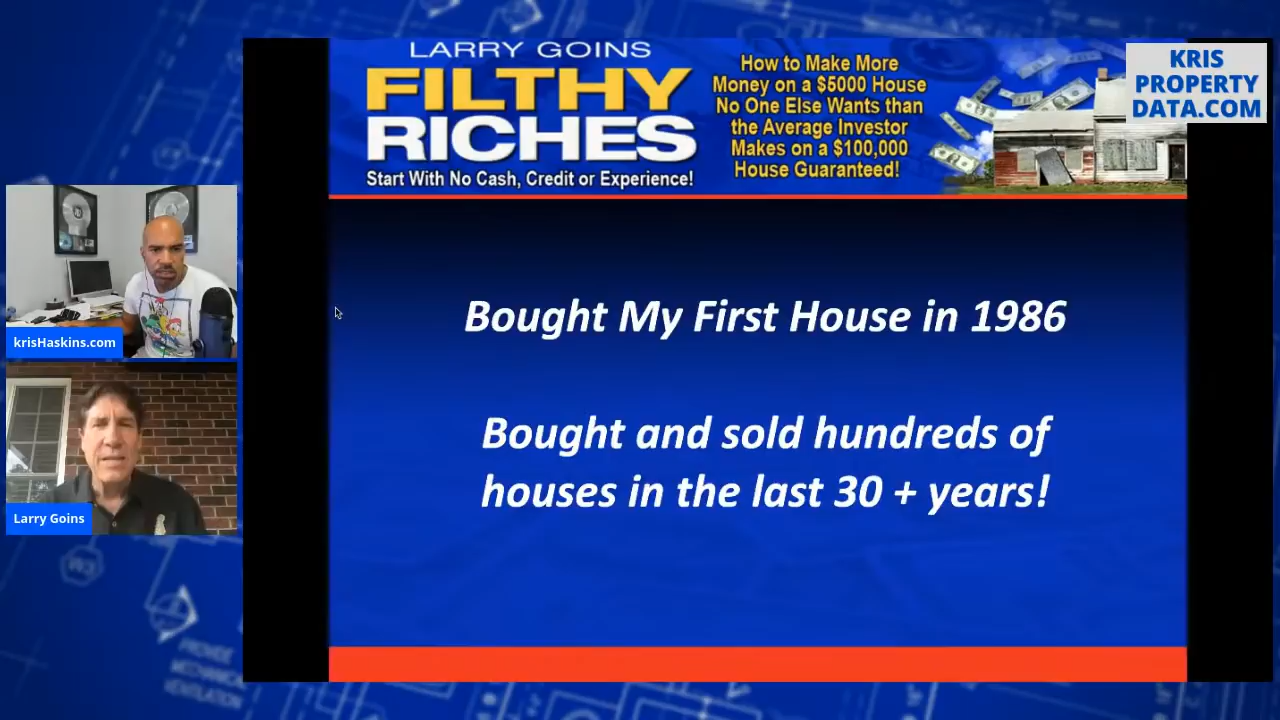 LARRY GOINS
FILTHY
RICHES
Start With No Cash, Credit or Experience!
How to Make More
Money on a $5000 House
No One Else Wants than
the Average Investor
Makes on a $100,000
House Guaranteed!
KRIS
PROPERTY
DATA.COM
krisHaskins.com
Larry Goins
Bought My First House in 1986
Bought and sold hundreds of
houses in the last 30 + years!
PROVIDE
MECHANICAL
VENTILATION